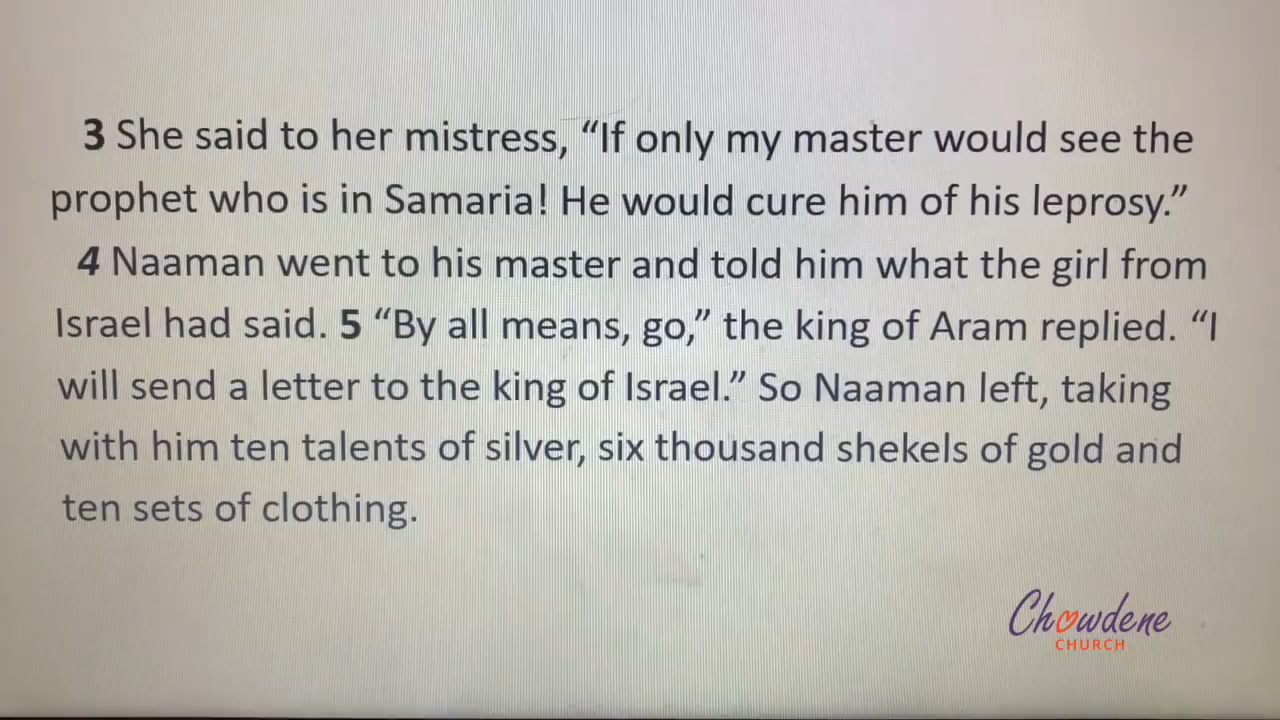 3 She said to her mistress, “If only my master would see the
prophet who is in Samaria! He would cure him of his leprosy.”
4 Naaman went to his master and told him what the girl from
Israel had said. 5 “By all means, go,” the king of Aram replied. “I
will send a letter to the king of Israel.” So Naaman left, taking
with him ten talents of silver, six thousand shekels of gold and
ten sets of clothing.
Chowdene
CHURCH